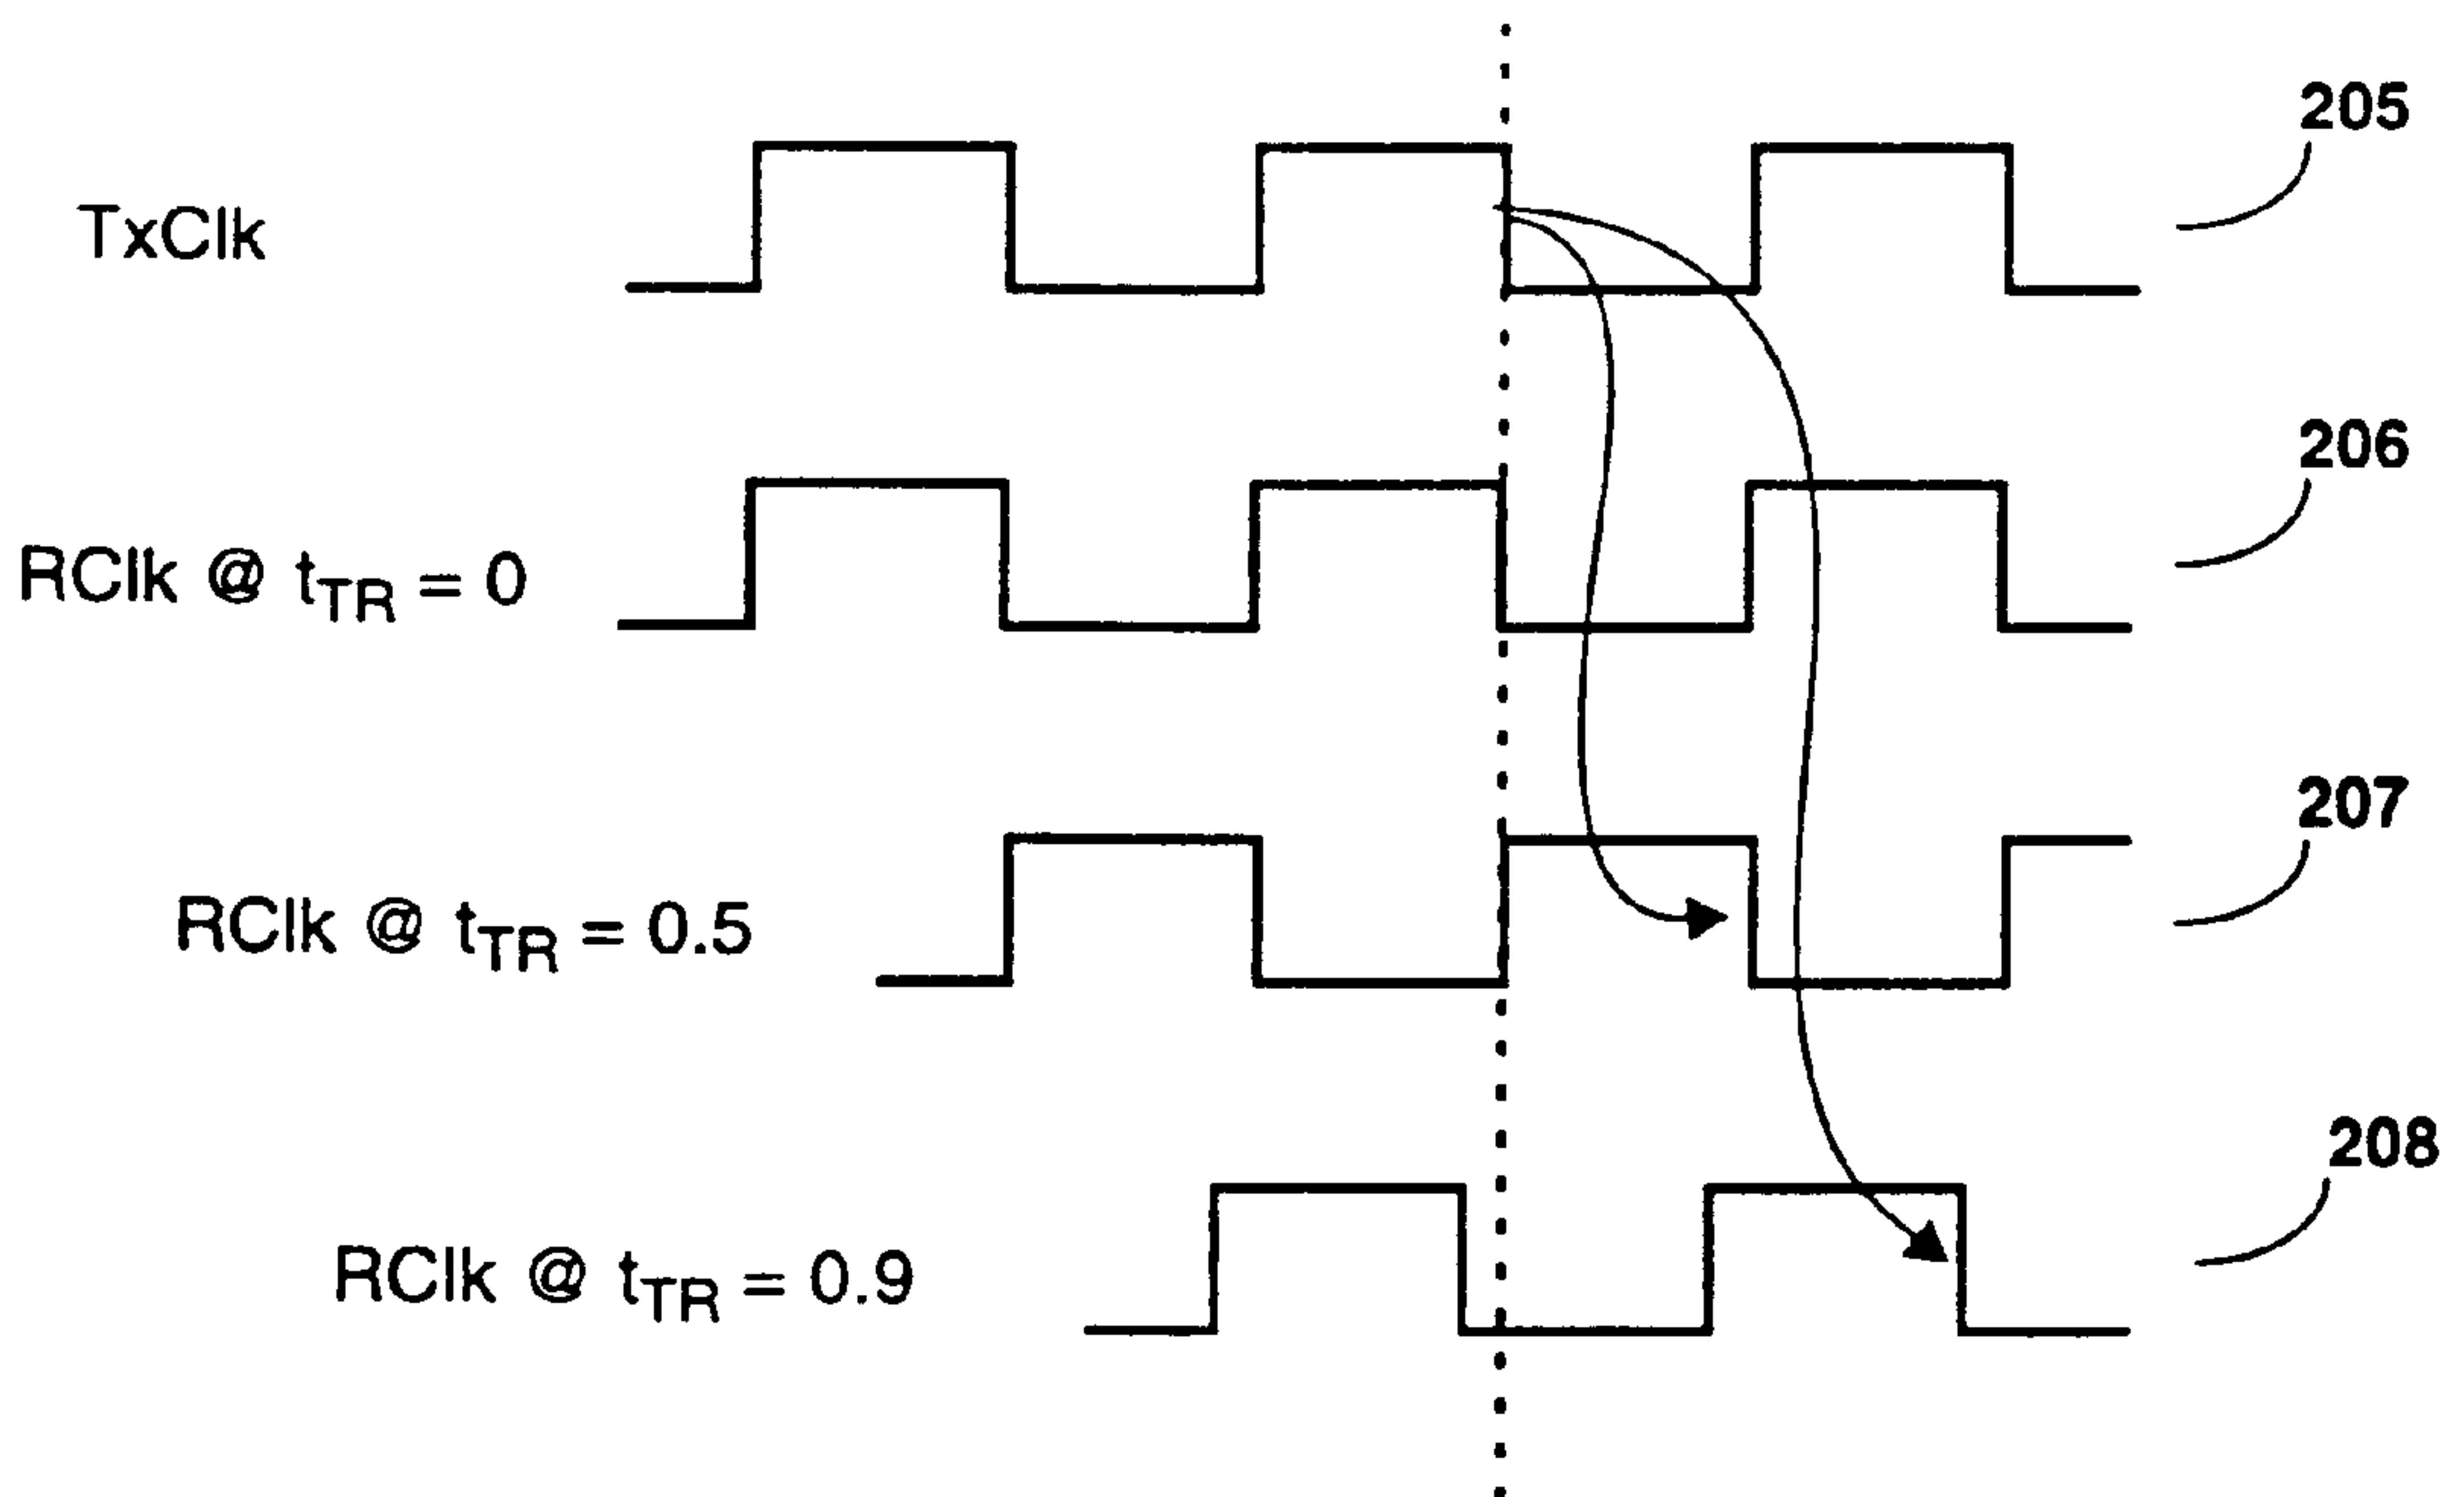 205
TxClk
206
RClk @ tTR = 0
207
RClk @ tTR = 0.5
208
RClk @ tTR = 0.9